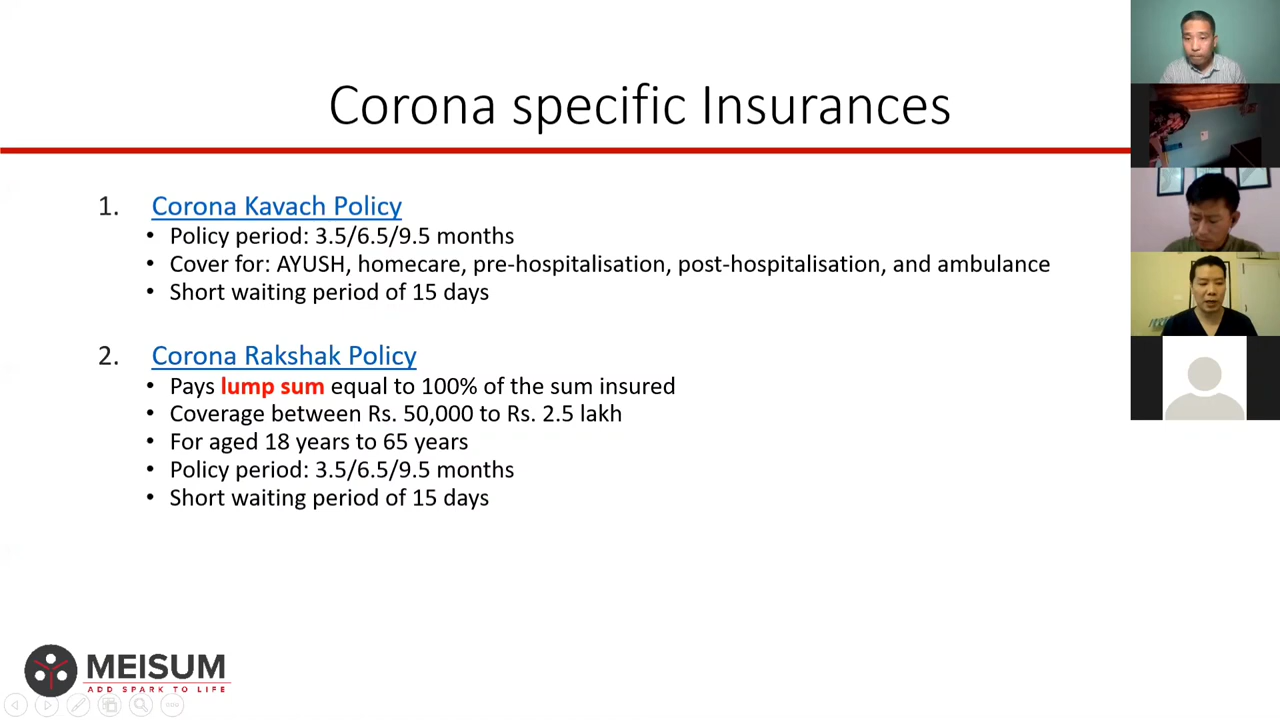 Corona specific Insurances
1. Corona Kavach Policy
• Policy period: 3.5/6.5/9.5 months
• Cover for: AYUSH, homecare, pre-hospitalisation, post-hospitalisation, and ambulance
• Short waiting period of 15 days
2. Corona Rakshak Policy
• Pays lump sum equal to 100% of the sum insured
• Coverage between Rs. 50,000 to Rs. 2.5 lakh
• For aged 18 years to 65 years
• Policy period: 3.5/6.5/9.5 months
• Short waiting period of 15 days
MEISUM
ADD SPARK TO LIFE